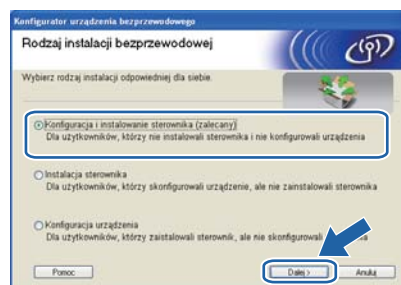 Konfigurator urządzenia bezprzewodowego
Rodzaj instalacji bezprzewodowej
Wybierz rodzaj instalacji odpowiedniej dla siebie.
Konfiguracja i instalowanie sterownika (zalecany)
Dla użytkowników, którzy nie instalowali sterownika i nie konfigurowali urządzenia
Instalacja sterownika
Dla użytkowników, którzy skonfigurowali urządzenie, ale nie zainstalowali sterownika
Konfiguracja urządzenia
Dla użytkowników, którzy zaistalowali sterownik, ale nie skonfigurowali
Pomoc
Dalej >
Anuluj